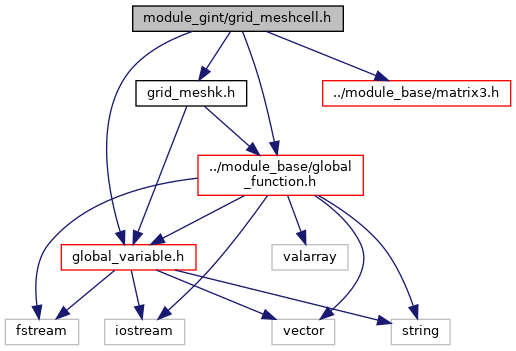 module_gint/grid_meshcell.h
grid_meshk.h
../module_base/matrix3.h
../module_base/global
_function.h
global_variable.h
valarray
fstream
iostream
vector
string